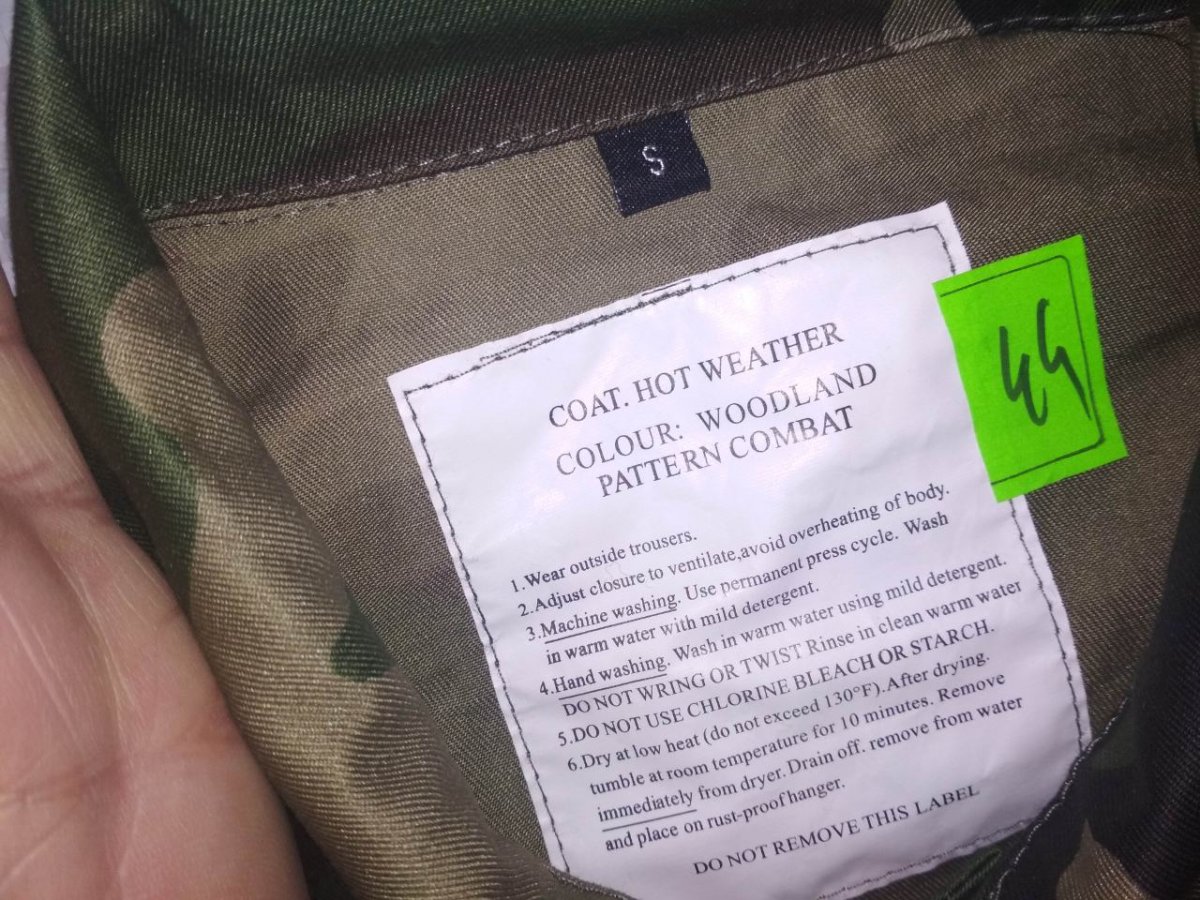 S
COAT. HOT WEATHER
COLOUR: WOODLAND
PATTERN COMBAT
1.Wear outside trousers.
2.Adjust closure to ventilate,avoid overheating of body.
3.Machine washing. Use permanent press cycle. Wash
in warm water with mild detergent.
4.Hand washing. Wash in warm water using mild detergent.
DO NOT WRING OR TWIST Rinse in clean warm water
5.DO NOT USE CHLORINE BLEACH OR STARCH.
6.Dry at low heat (do not exceed 130°F).After drying.
tumble at room temperature for 10 minutes. Remove
immediately from dryer. Drain off. remove from water
and place on rust-proof hanger.
DO NOT REMOVE THIS LABEL